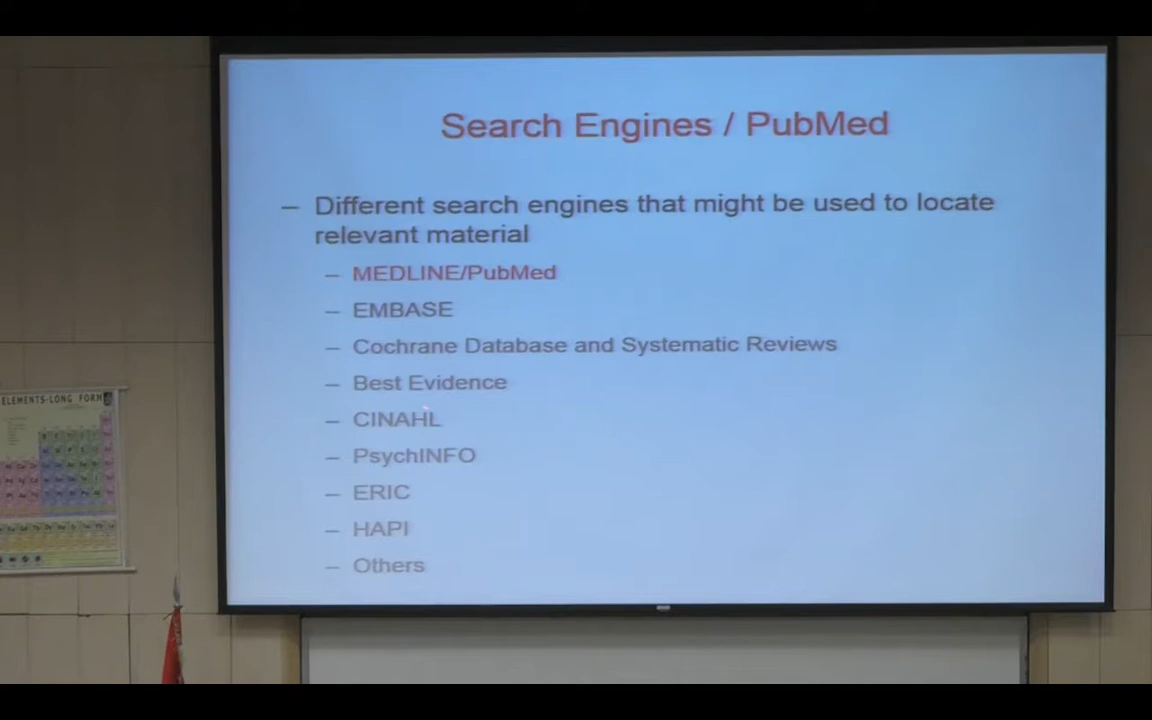 Search Engines / PubMed
– Different search engines that might be used to locate
relevant material
– MEDLINE/PubMed
– EMBASE
– Cochrane Database and Systematic Reviews
– Best Evidence
– CINAHL
– PsychINFO
– ERIC
– HAPI
– Others
ELEMENTS-LONG FORM